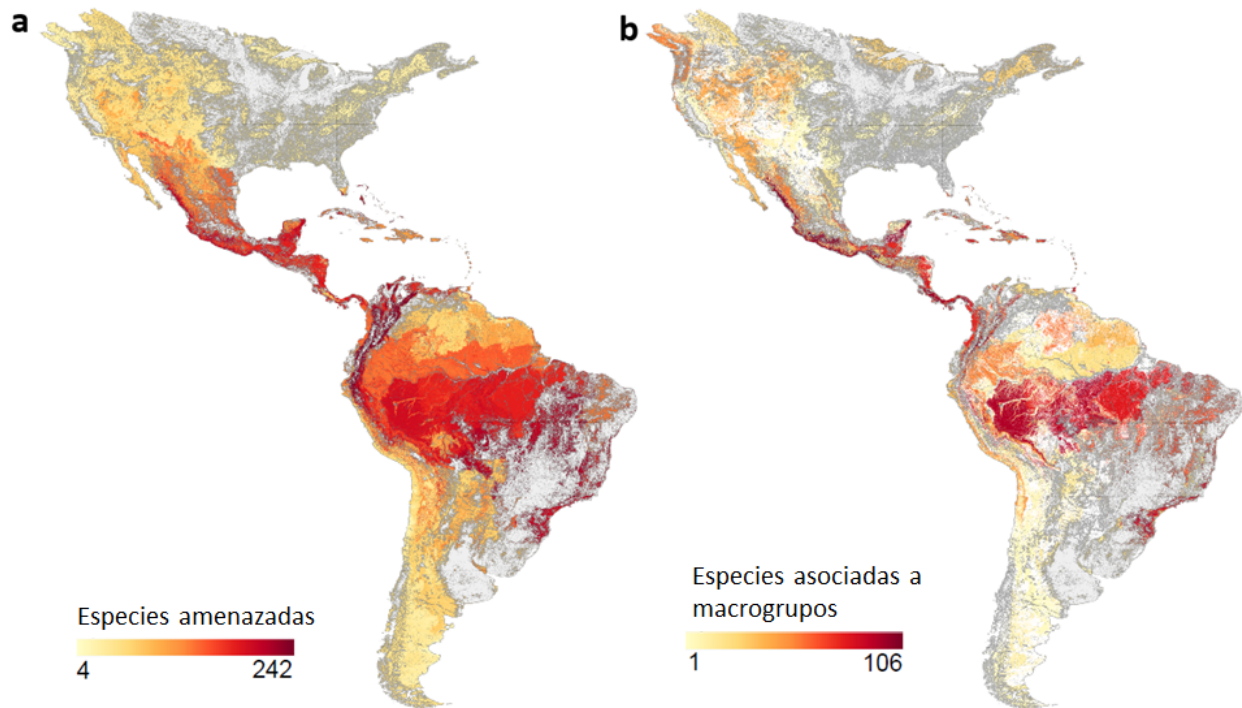 a
b
Especies amenazadas
4 242
Especies asociadas a
macrogrupos
1 106